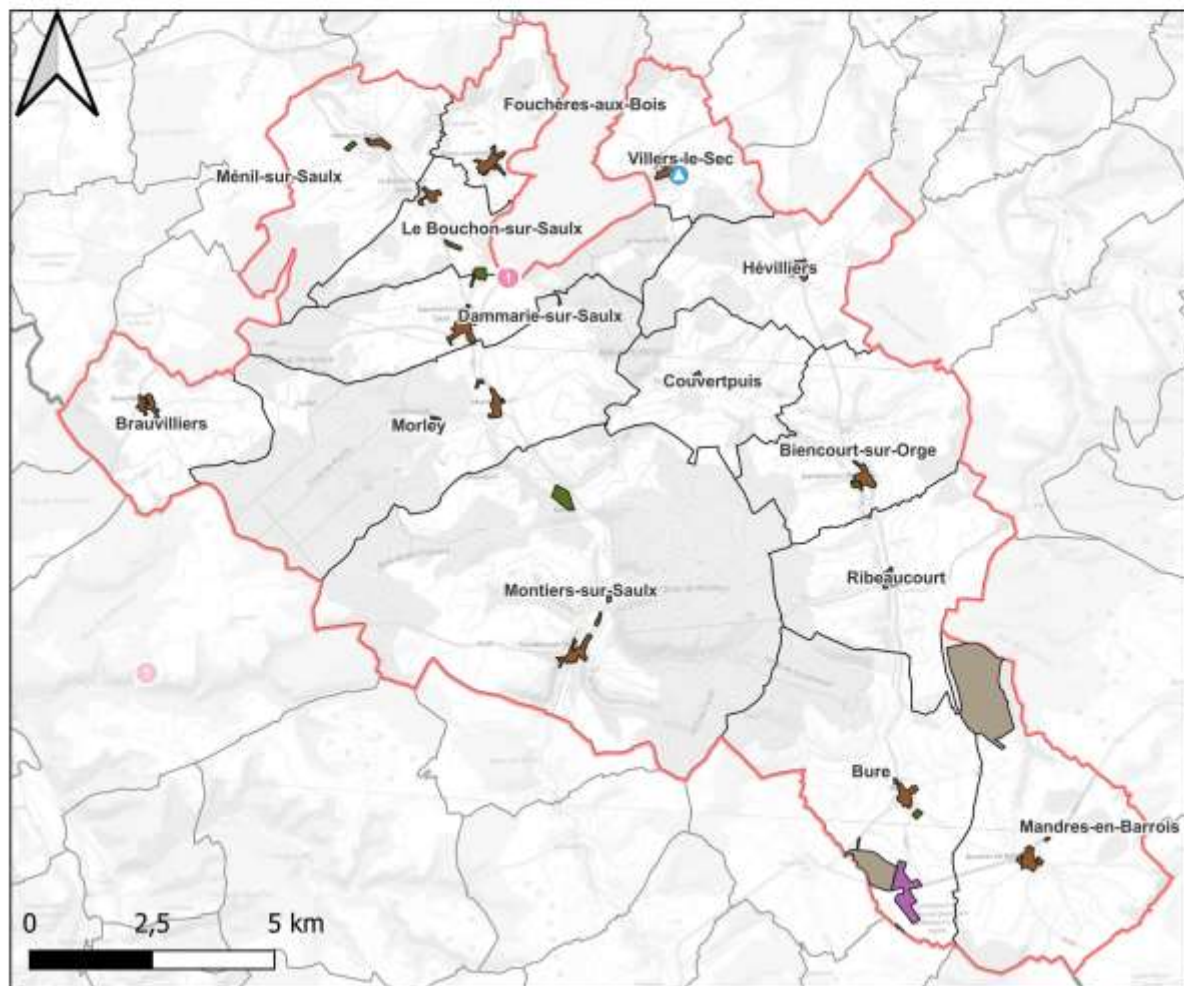 Fouchères-aux-Bois
Villers-le-Sec
Ménil-sur-Saulx
Le Bouchon-sur-Saulx
Hévilliers
1
Dammarie-sur-Saulx
Couvertpuis
Brauvilliers
Morley
Biencourt-sur-Orge
Ribeaucourt
Montiers-sur-Saulx
Bure
Mandres-en-Barrois
0 2,5 5 km